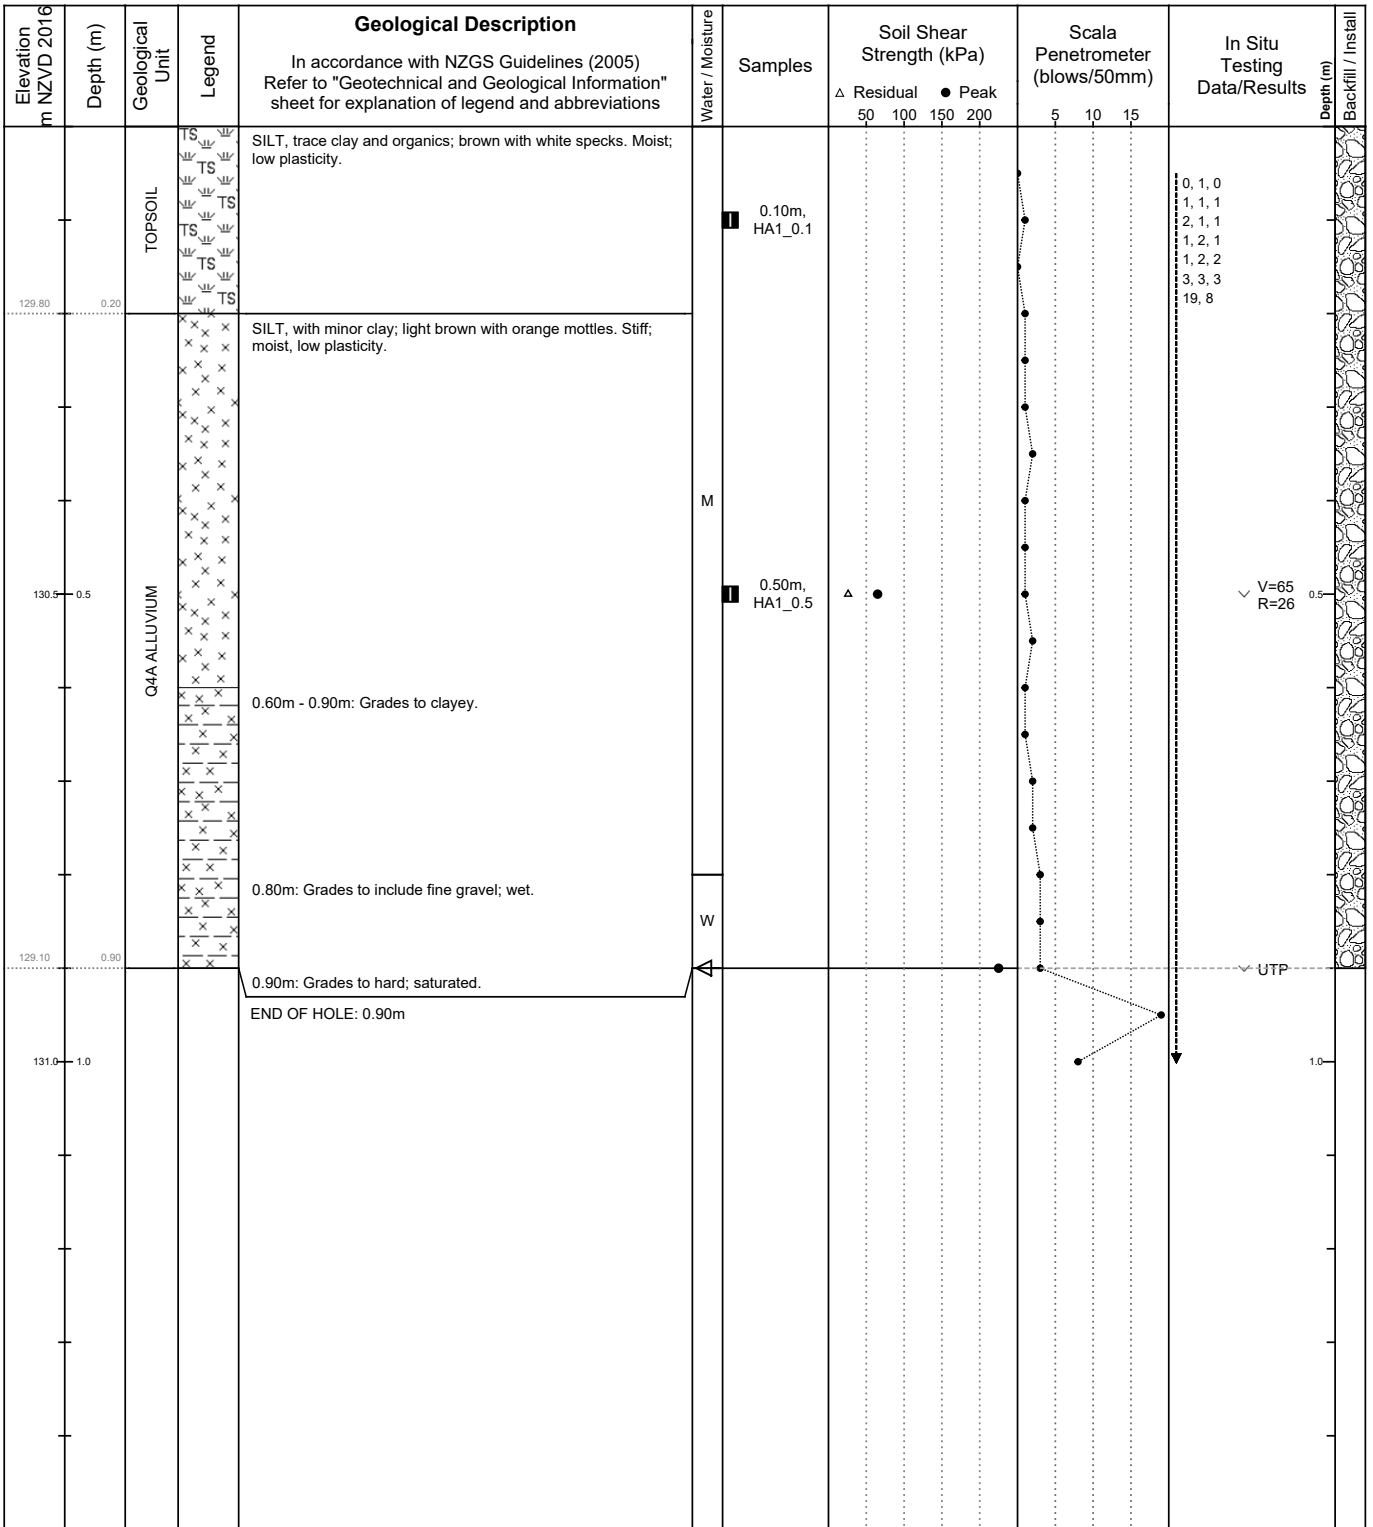 Elevation
m NZVD 2016
Depth (m)
Geological
Unit
Legend
Geological Description
In accordance with NZGS Guidelines (2005)
Refer to "Geotechnical and Geological Information"
sheet for explanation of legend and abbreviations
Water / Moisture
Samples
Soil Shear
Strength (kPa)
Residual
Peak
50 100 150 200
Scala
Penetrometer
(blows/50mm)
5 10 15
In Situ
Testing
Data/Results
Depth (m)
Backfill / Install
TOPSOIL
TS
TS
TS
TS
TS
TS
SILT, trace clay and organics; brown with white specks. Moist;
low plasticity.
0.10m,
HA1_0.1
0, 1, 0
1, 1, 1
2, 1, 1
1, 2, 1
1, 2, 2
3, 3, 3
19, 8
129.80 0.20
SILT, with minor clay; light brown with orange mottles. Stiff;
moist, low plasticity.
M
130.5 0.5
Q4A ALLUVIUM
0.50m,
HA1_0.5
V=65
R=26
0.5
0.60m - 0.90m: Grades to clayey.
0.80m: Grades to include fine gravel; wet.
W
129.10 0.90
UTP
0.90m: Grades to hard; saturated.
END OF HOLE: 0.90m
131.0 1.0
1.0